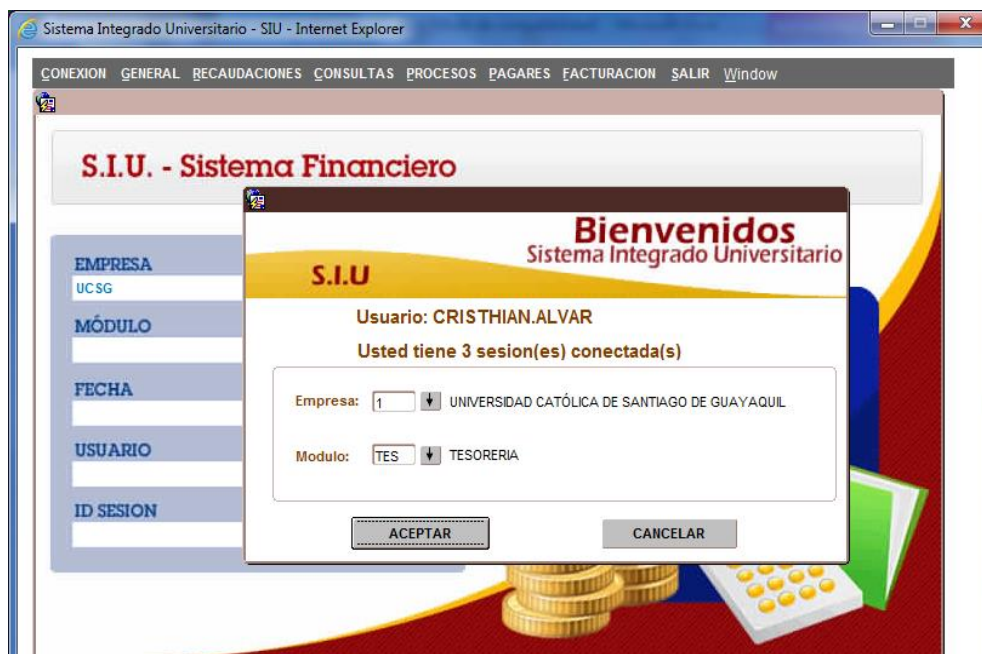 Sistema Integrado Universitario - SIU - Internet Explorer
CONEXION GENERAL RECAUDACIONES CONSULTAS PROCESOS PAGARES FACTURACION SALIR Window
S.I.U. - Sistema Financiero
Bienvenidos
Sistema Integrado Universitario
S.I.U
EMPRESA
UCSG
MÓDULO
FECHA
USUARIO
ID SESION
Usuario: CRISTHIAN.ALVAR
Usted tiene 3 sesion(es) conectada(s)
Empresa: 1 UNIVERSIDAD CATÓLICA DE SANTIAGO DE GUAYAQUIL
Modulo: TES TESORERIA
ACEPTAR CANCELAR